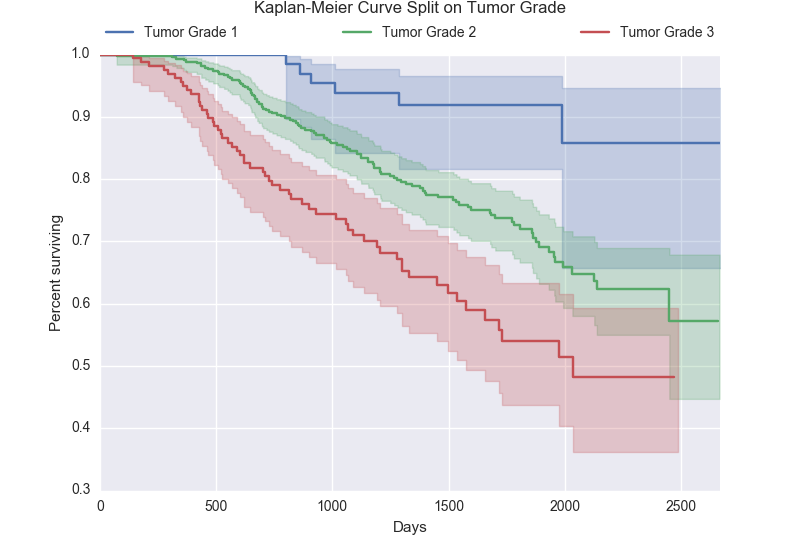 Kaplan-Meier Curve Split on Tumor Grade
Tumor Grade 1 Tumor Grade 2 Tumor Grade 3
1.0
0.9
0.8
0.7
0.6
0.5
0.4
0.3
Percent surviving
0 500 1000 1500 2000 2500
Days